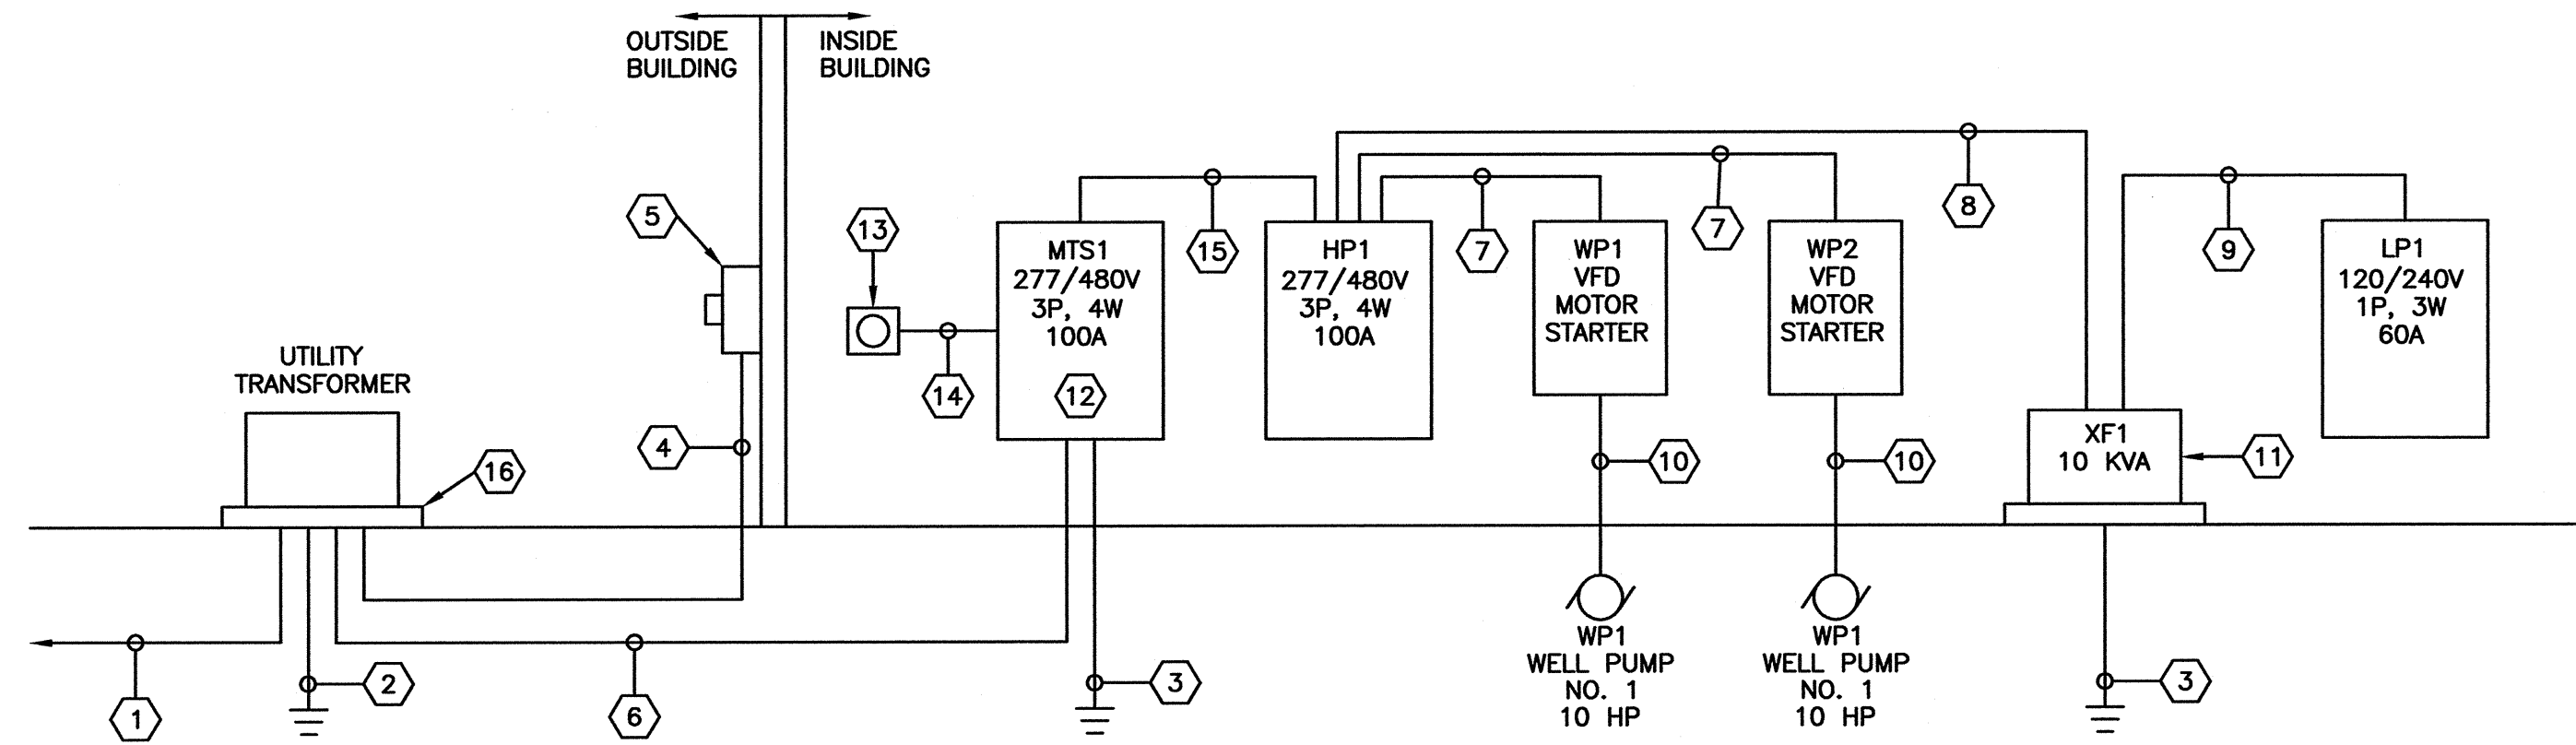 OUTSIDE
BUILDING
INSIDE
BUILDING
5
13
15
7
7
8
9
MTS1
277/480V
3P, 4W
100A
12
HP1
277/480V
3P, 4W
100A
WP1
VFD
MOTOR
STARTER
WP2
VFD
MOTOR
STARTER
LP1
120/240V
1P, 3W
60A
UTILITY
TRANSFORMER
14
4
16
10
10
XF1
10 KVA
11
1
2
6
3
WP1
WELL PUMP
NO. 1
10 HP
WP1
WELL PUMP
NO. 1
10 HP
3